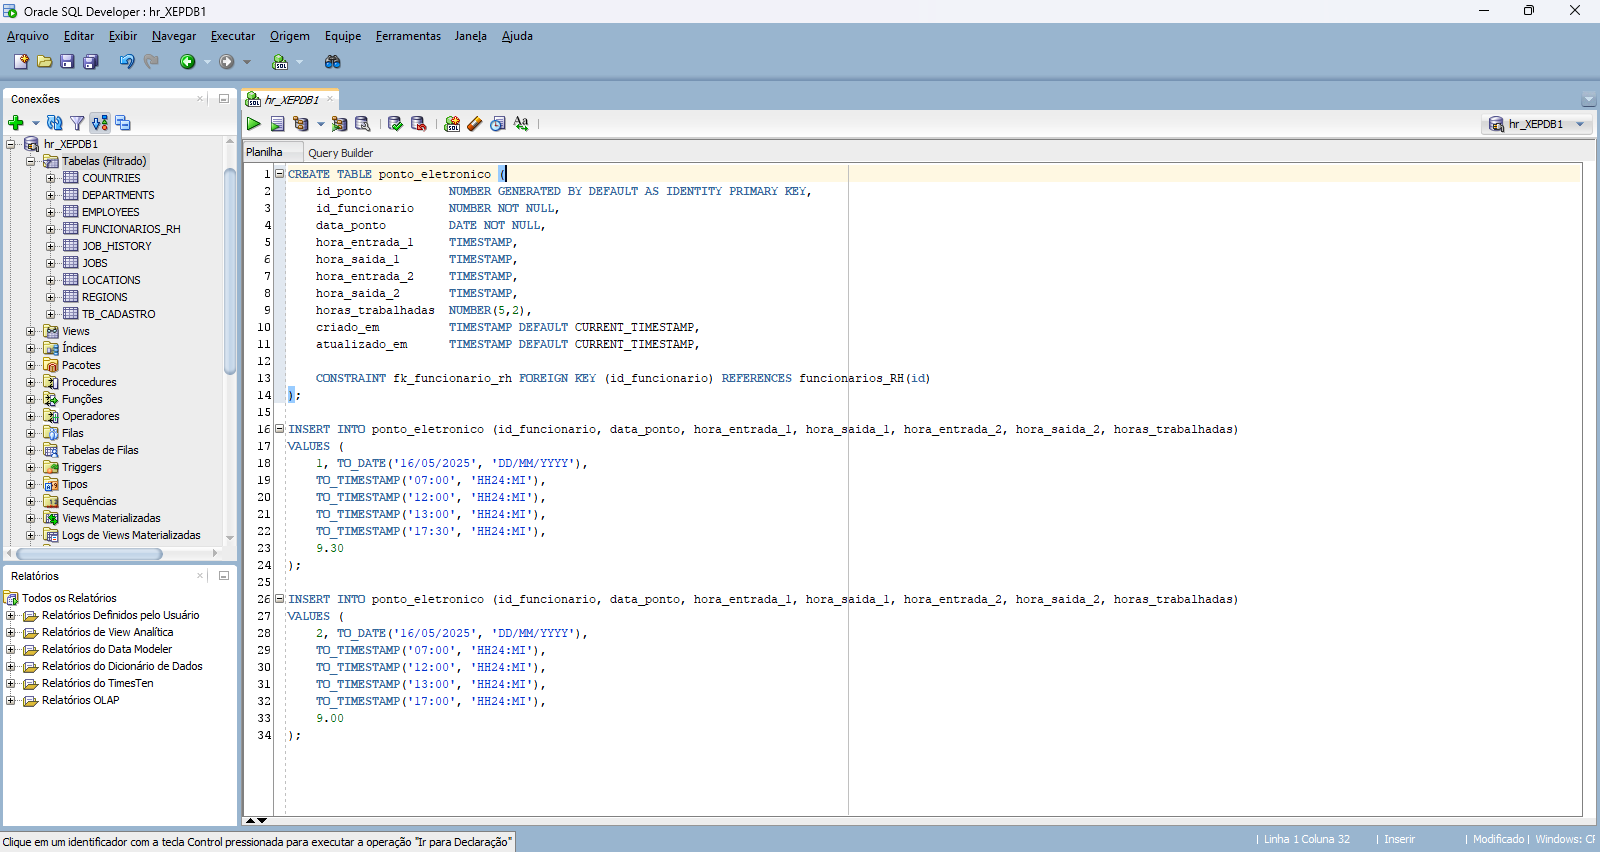 Oracle SQL Developer : hr_XEPDB1
Arquivo Editar Exibir Navegar Executar Origem Equipe Ferramentas Janela Ajuda
Conexões
hr_XEPDB1
Tabelas (Filtrado)
COUNTRIES
DEPARTMENTS
EMPLOYEES
FUNCIONARIOS_RH
JOB_HISTORY
JOBS
LOCATIONS
REGIONS
TB_CADASTRO
Views
Índices
Pacotes
Procedures
Funções
Operadores
Filas
Tabelas de Filas
Triggers
Tipos
Sequências
Views Materializadas
Logs de Views Materializadas
Relatórios
Todos os Relatórios
Relatórios Definidos pelo Usuário
Relatórios de View Analítica
Relatórios do Data Modeler
Relatórios do Dicionário de Dados
Relatórios do TimesTen
Relatórios OLAP
hr_XEPDB1
hr_XEPDB1
Planilha Query Builder
1 CREATE TABLE ponto_eletronico (
2 id_ponto NUMBER GENERATED BY DEFAULT AS IDENTITY PRIMARY KEY,
3 id_funcionario NUMBER NOT NULL,
4 data_ponto DATE NOT NULL,
5 hora_entrada_1 TIMESTAMP,
6 hora_saida_1 TIMESTAMP,
7 hora_entrada_2 TIMESTAMP,
8 hora_saida_2 TIMESTAMP,
9 horas_trabalhadas NUMBER(5,2),
10 criado_em TIMESTAMP DEFAULT CURRENT_TIMESTAMP,
11 atualizado_em TIMESTAMP DEFAULT CURRENT_TIMESTAMP,
12
13 CONSTRAINT fk_funcionario_rh FOREIGN KEY (id_funcionario) REFERENCES funcionarios_RH(id)
14 );
15
16 INSERT INTO ponto_eletronico (id_funcionario, data_ponto, hora_entrada_1, hora_saida_1, hora_entrada_2, hora_saida_2, horas_trabalhadas)
17 VALUES (
18 1, TO_DATE('16/05/2025', 'DD/MM/YYYY'),
19 TO_TIMESTAMP('07:00', 'HH24:MI'),
20 TO_TIMESTAMP('12:00', 'HH24:MI'),
21 TO_TIMESTAMP('13:00', 'HH24:MI'),
22 TO_TIMESTAMP('17:30', 'HH24:MI'),
23 9.30
24 );
25
26 INSERT INTO ponto_eletronico (id_funcionario, data_ponto, hora_entrada_1, hora_saida_1, hora_entrada_2, hora_saida_2, horas_trabalhadas)
27 VALUES (
28 2, TO_DATE('16/05/2025', 'DD/MM/YYYY'),
29 TO_TIMESTAMP('07:00', 'HH24:MI'),
30 TO_TIMESTAMP('12:00', 'HH24:MI'),
31 TO_TIMESTAMP('13:00', 'HH24:MI'),
32 TO_TIMESTAMP('17:00', 'HH24:MI'),
33 9.00
34 );
Clique em um identificador com a tecla Control pressionada para executar a operação "Ir para Declaração"
| Linha 1 Coluna 32 | Inserir | Modificado | Windows: CF